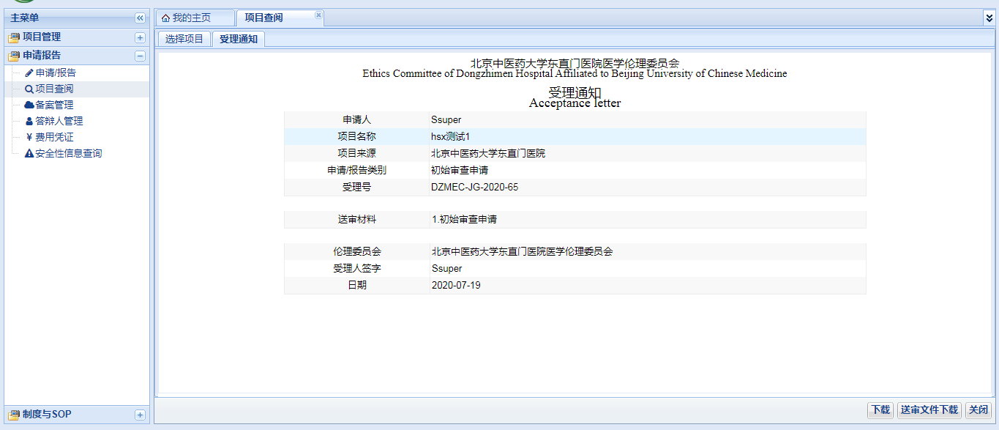 主菜单
项目管理
申请报告
申请/报告
项目查阅
备案管理
答辩人管理
¥ 费用凭证
安全性信息查询
制度与SOP
我的主页
项目查阅
选择项目
受理通知
北京中医药大学东直门医院医学伦理委员会
Ethics Committee of Dongzhimen Hospital Affiliated to Beijing University of Chinese Medicine
受理通知
Acceptance letter
申请人 Ssuper
项目名称 hsx测试1
项目来源 北京中医药大学东直门医院
申请/报告类别 初始审查申请
受理号 DZMEC-JG-2020-65
送审材料 1.初始审查申请
伦理委员会 北京中医药大学东直门医院医学伦理委员会
受理人签字 Ssuper
日期 2020-07-19
下载 送审文件下载 关闭